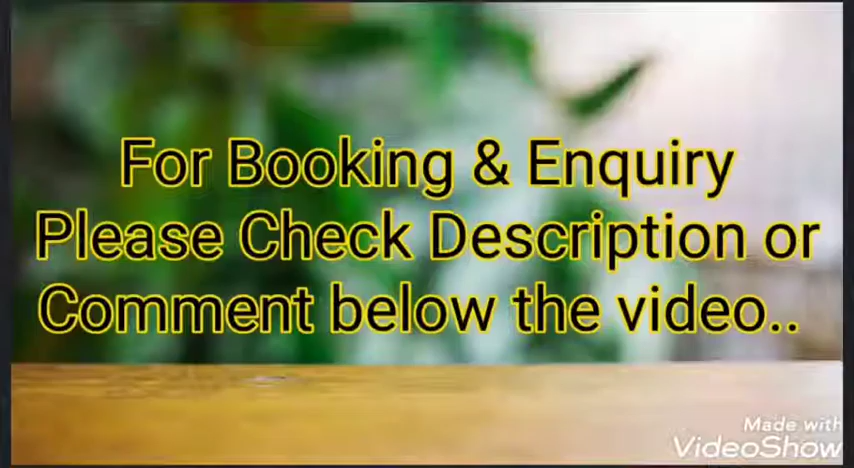 For Booking & Enquiry
Please Check Description or
Comment below the video..
Made with
VideoShow